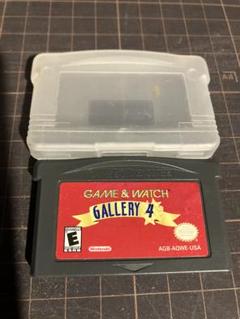 GAME & WATCH
GALLERY 4
E
Nintendo
AGB-AQWE-USA